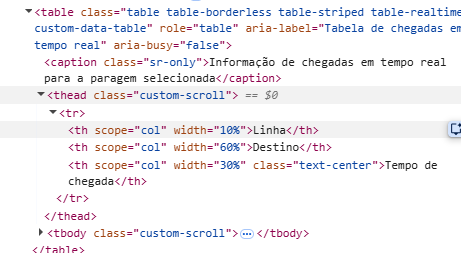 <table class="table table-borderless table-striped table-realtime
custom-data-table" role="table" aria-label="Tabela de chegadas em
tempo real" aria-busy="false">
<caption class="sr-only">Informação de chegadas em tempo real
para a paragem selecionada</caption>
<thead class="custom-scroll"> == $0
<tr>
<th scope="col" width="10%">Linha</th>
<th scope="col" width="60%">Destino</th>
<th scope="col" width="30%" class="text-center">Tempo de
chegada</th>
</tr>
</thead>
<tbody class="custom-scroll">…</tbody>
</table>